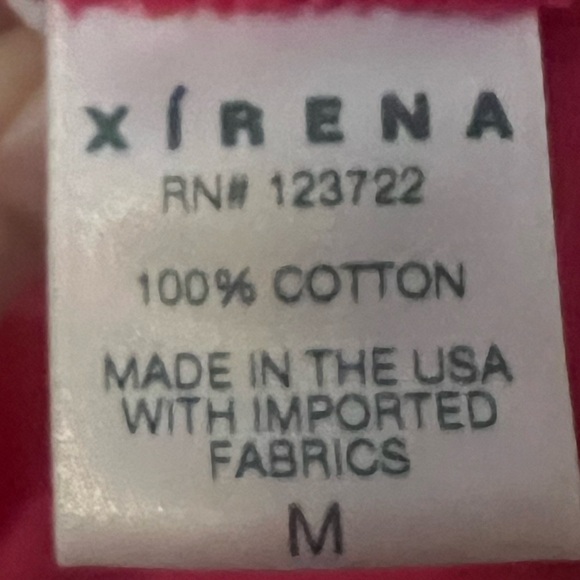 XÍRENA
RN# 123722
100% COTTON
MADE IN THE USA
WITH IMPORTED
FABRICS
M